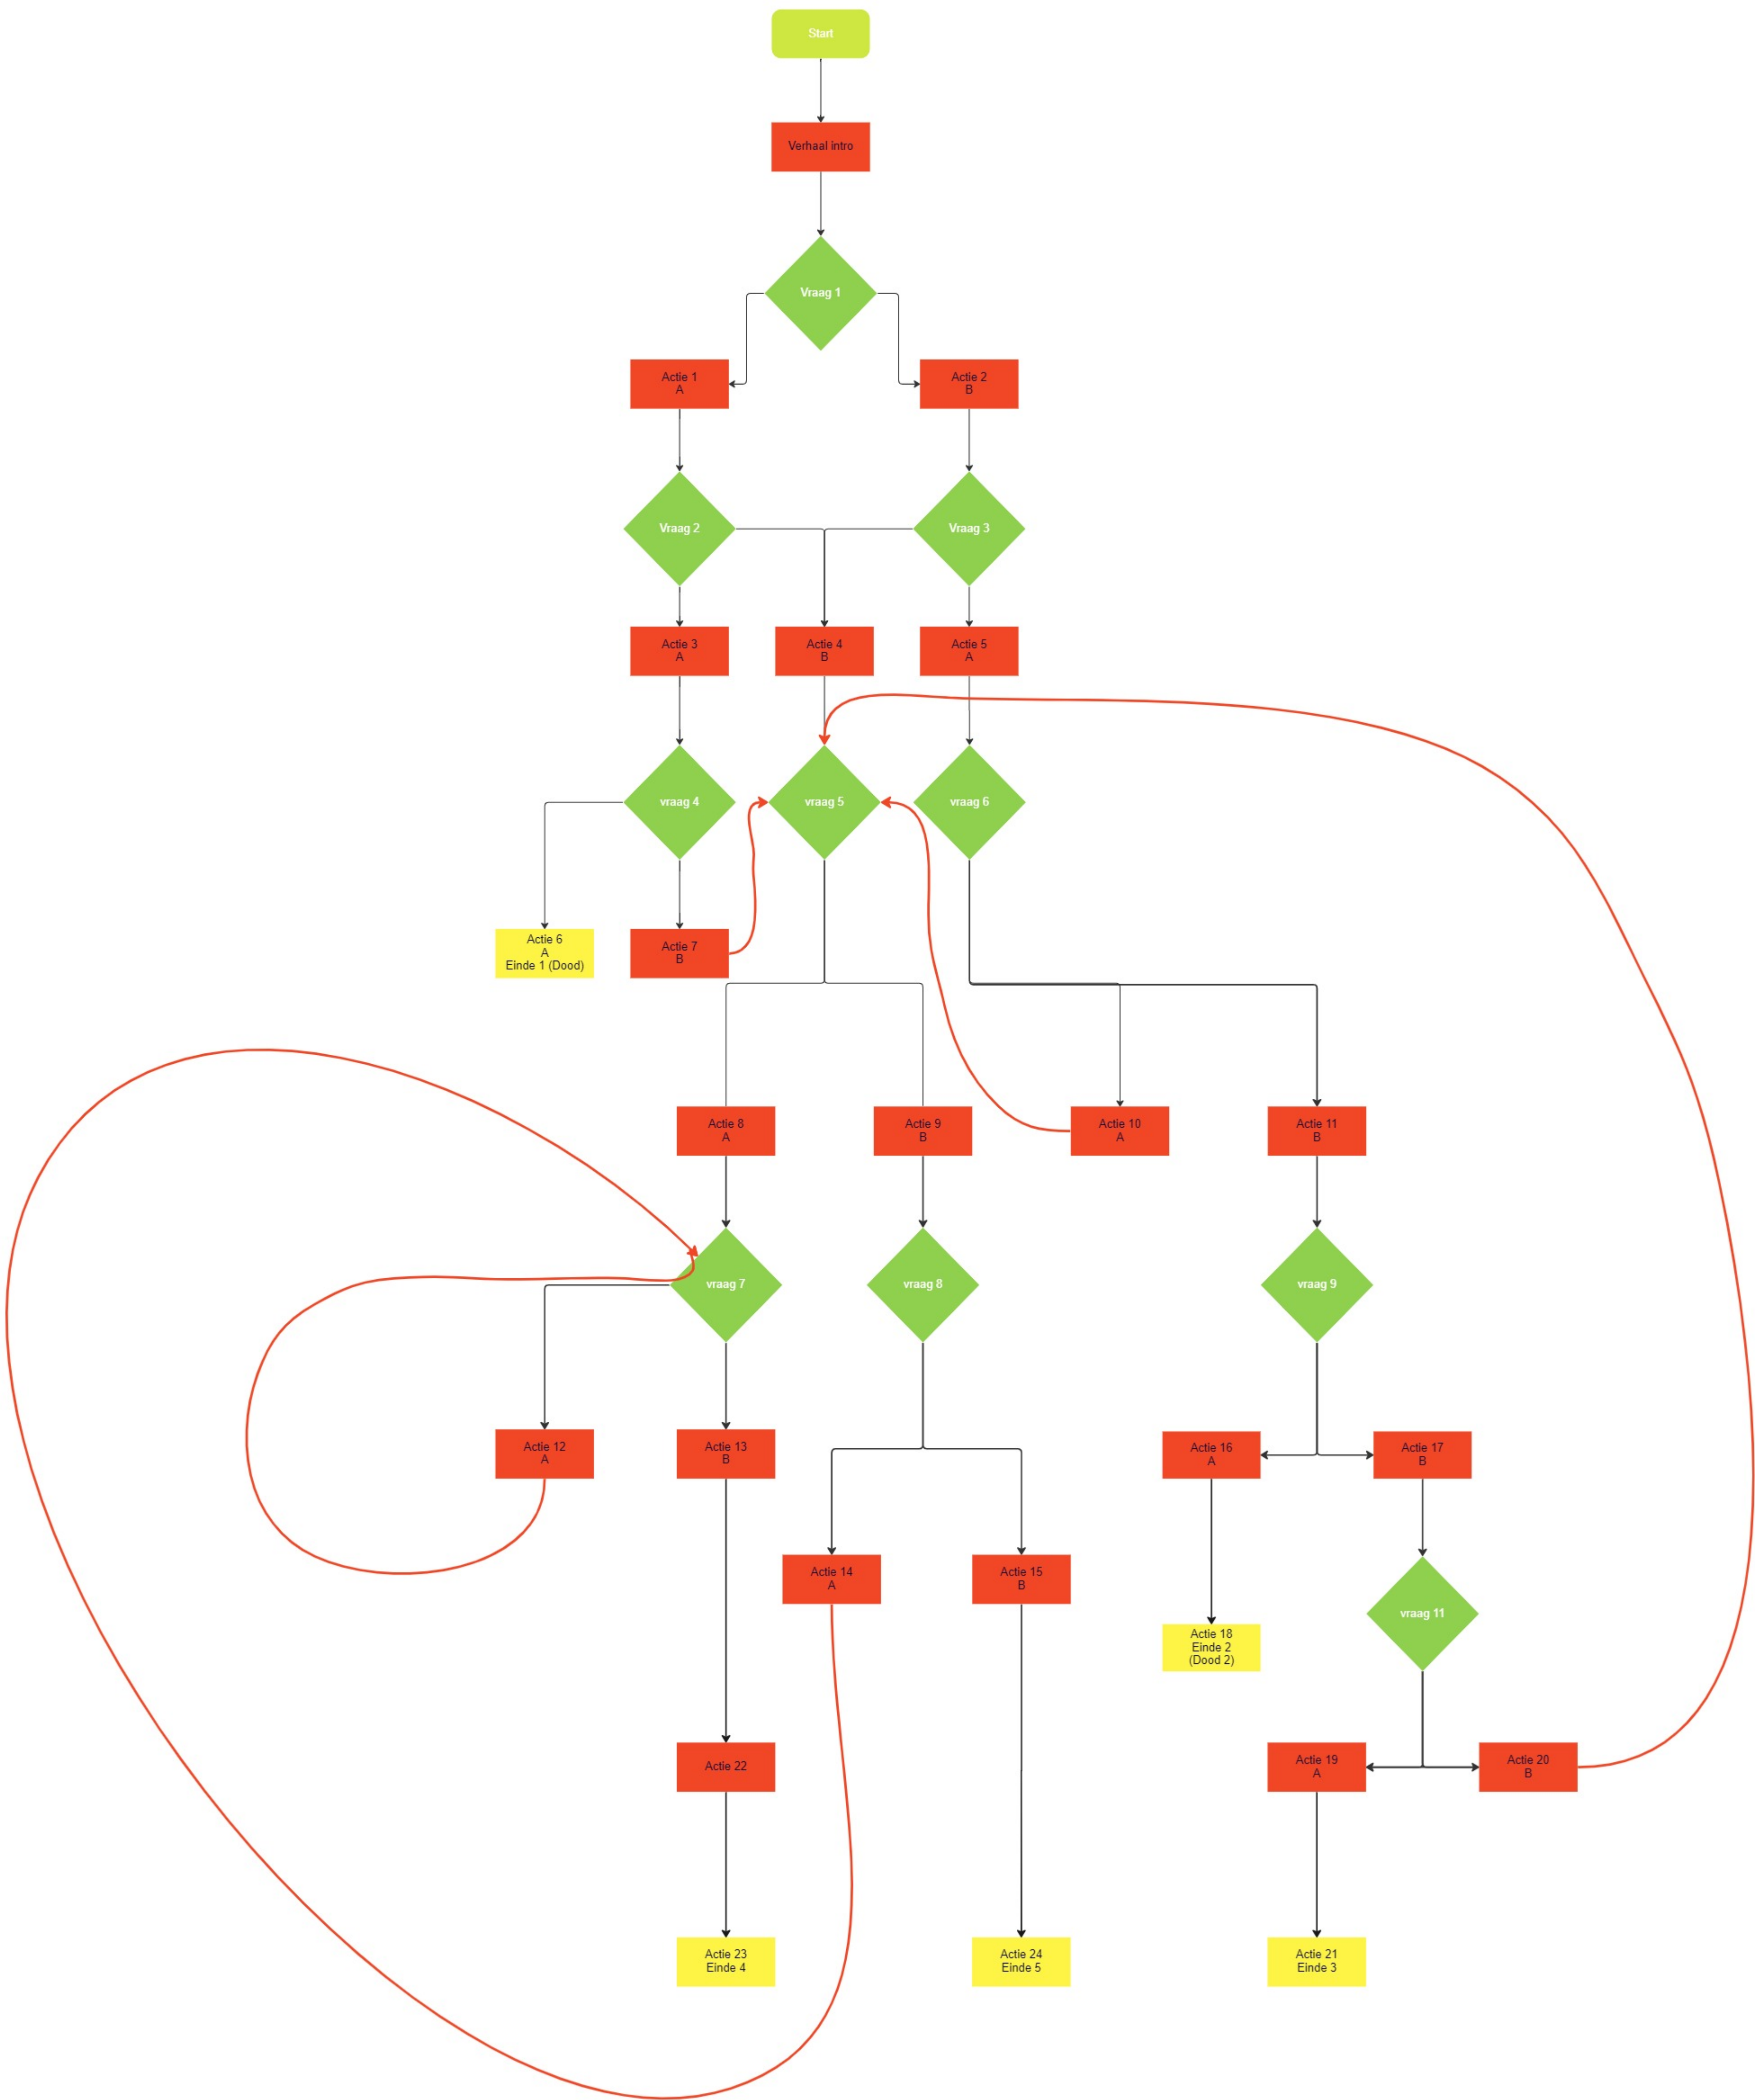 Start
Verhaal intro
Vraag 1
Actie 1
A
Actie 2
B
Vraag 2
Vraag 3
Actie 3
A
Actie 4
B
Actie 5
A
vraag 4
vraag 5
vraag 6
Actie 6
A
Einde 1 (Dood)
Actie 7
B
Actie 8
A
Actie 9
B
Actie 10
A
Actie 11
B
vraag 7
vraag 8
vraag 9
Actie 12
A
Actie 13
B
Actie 16
A
Actie 17
B
Actie 14
A
Actie 15
B
vraag 11
Actie 18
Einde 2
(Dood 2)
Actie 22
Actie 19
A
Actie 20
B
Actie 23
Einde 4
Actie 24
Einde 5
Actie 21
Einde 3